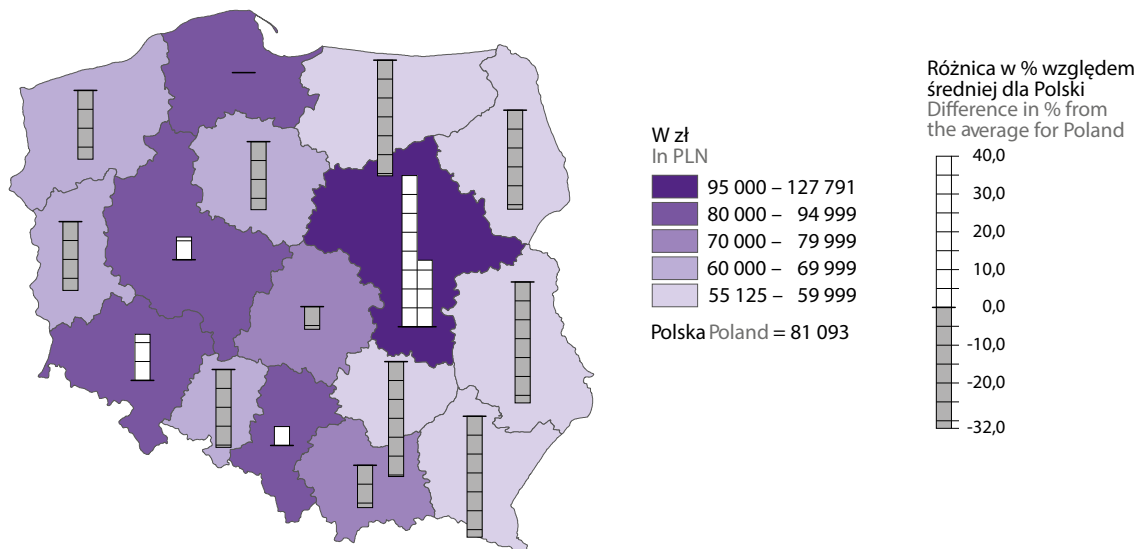 W zł
In PLN
95 000 – 127 791
80 000 – 94 999
70 000 – 79 999
60 000 – 69 999
55 125 – 59 999
Polska Poland = 81 093
Różnica w % względem
średniej dla Polski
Difference in % from
the average for Poland
40,0
30,0
20,0
10,0
0,0
-10,0
-20,0
-32,0